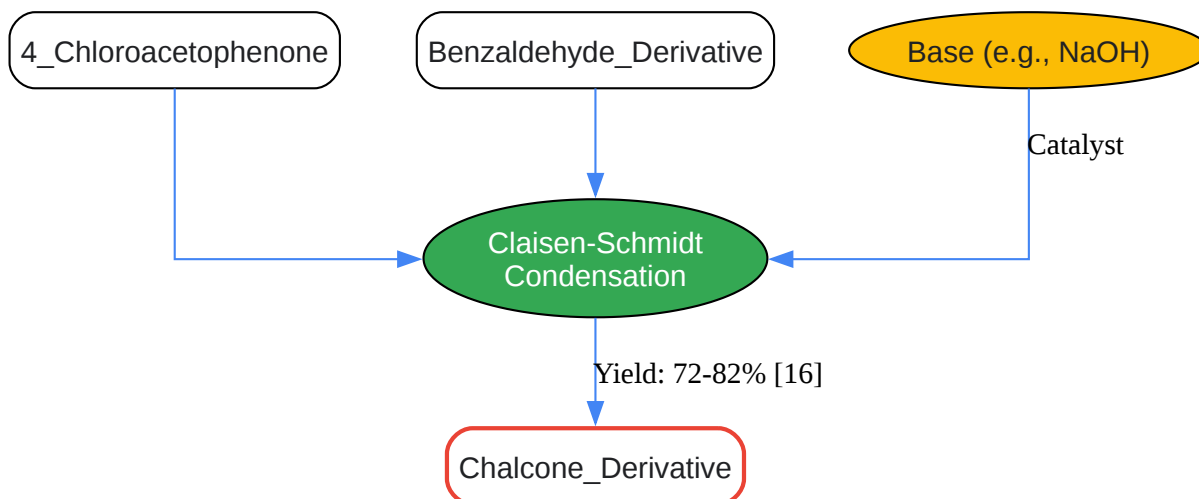 4_Chloroacetophenone
Benzaldehyde_Derivative
Base (e.g., NaOH)
Catalyst
Claisen-Schmidt
Condensation
Yield: 72-82% [16]
Chalcone_Derivative